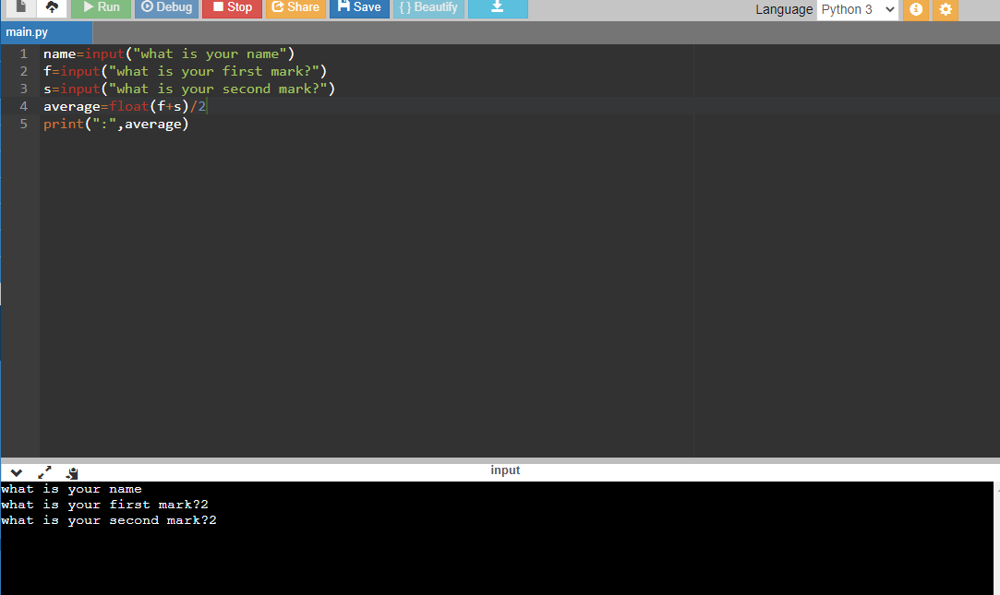 Run Debug Stop Share Save { } Beautify Language Python 3
main.py
1 name=input("what is your name")
2 f=input("what is your first mark?")
3 s=input("what is your second mark?")
4 average=float(f+s)/2
5 print(":",average)
input
what is your name
what is your first mark?2
what is your second mark?2